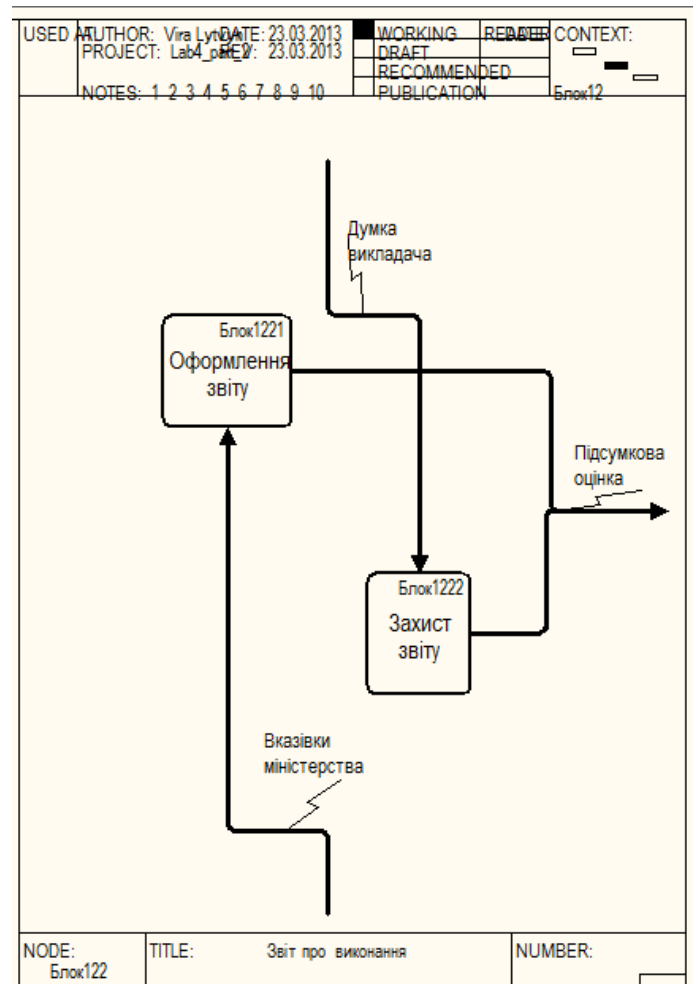 USED AT:
AUTHOR: Vira Lytvyn DATE: 23.03.2013
PROJECT: Lab4_part_2 REV: 23.03.2013
NOTES: 1 2 3 4 5 6 7 8 9 10
WORKING
DRAFT
RECOMMENDED
PUBLICATION
READER DATE
CONTEXT:
Блок12
Думка
викладача
Блок1221
Оформлення
звіту
Підсумкова
оцінка
Блок1222
Захист
звіту
Вказівки
міністерства
NODE:
Блок122
TITLE: Звіт про виконання
NUMBER: